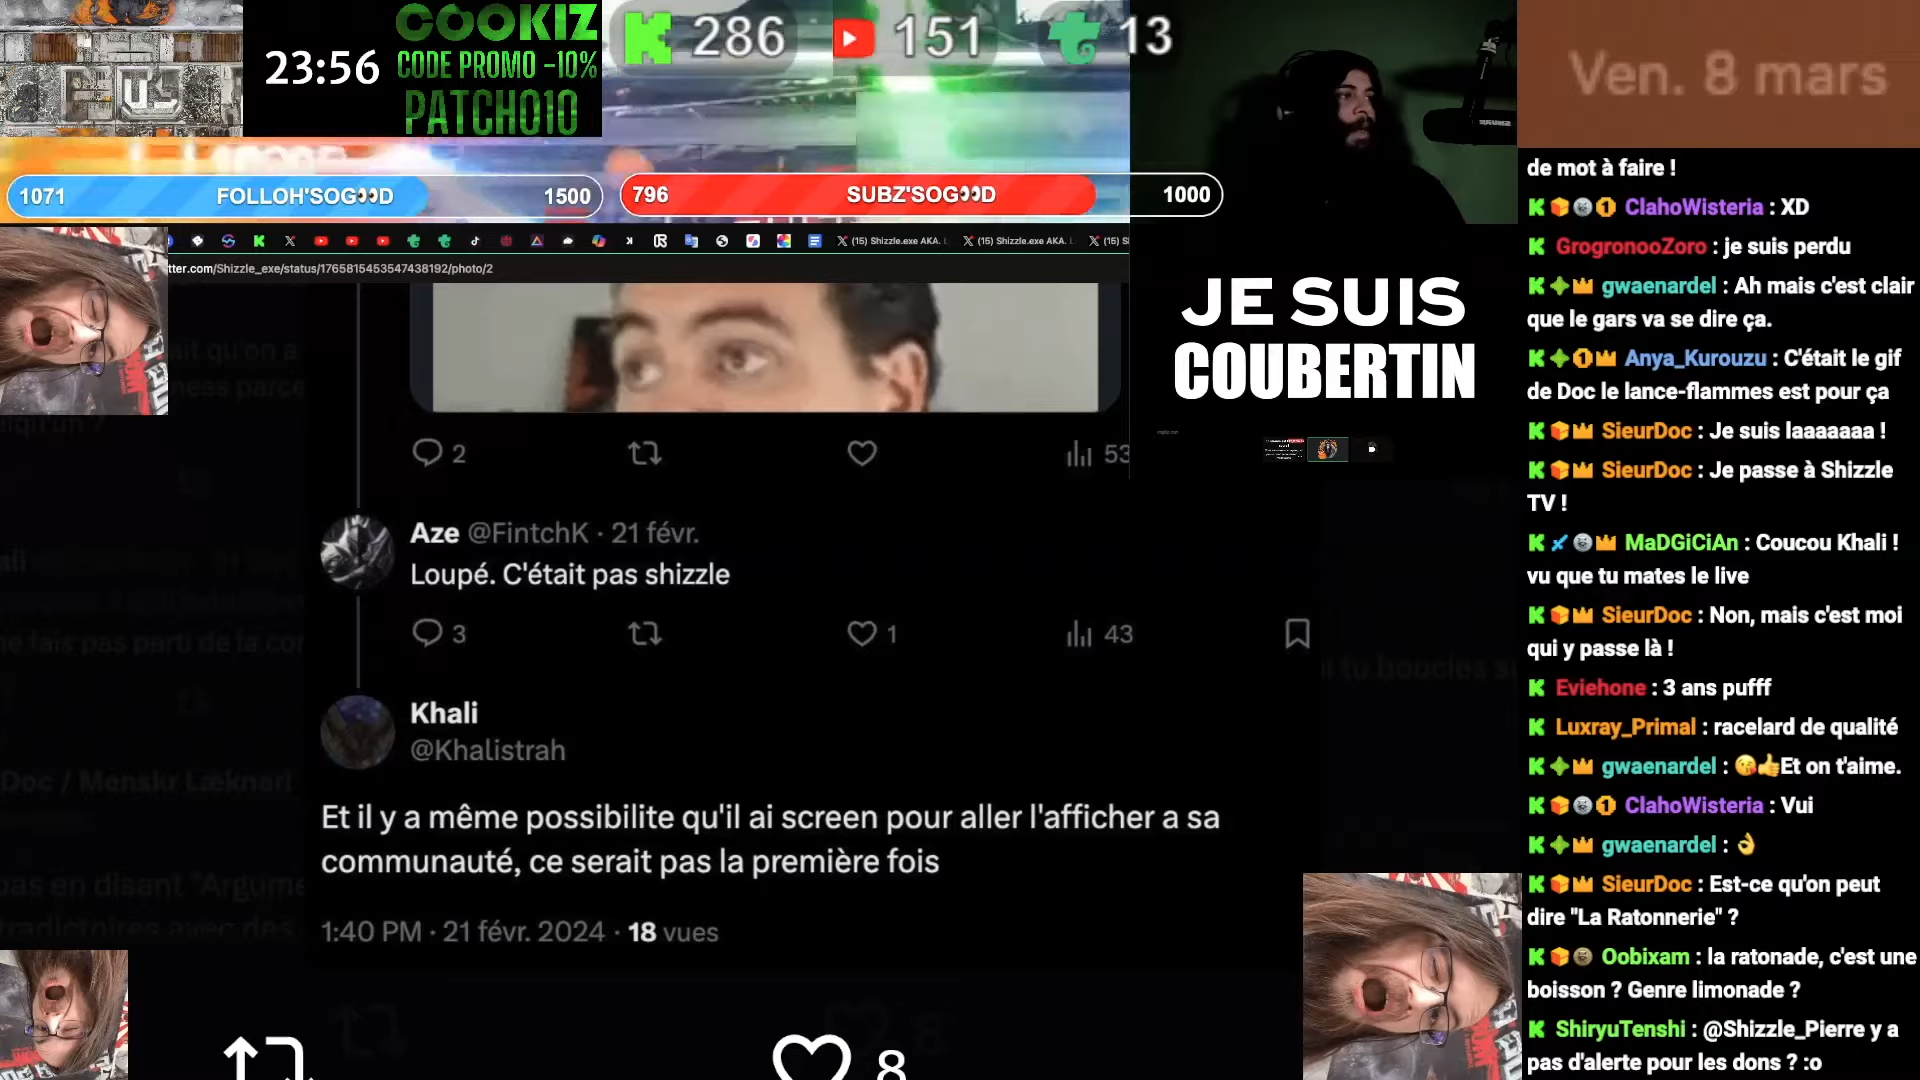 23:56
COOKIZ
CODE PROMO -10%
PATCHO10
286
151
13
Ven. 8 mars
1071 FOLLOH'SOG👀D 1500
796 SUBZ'SOG👀D 1000
(15) Shizzle.exe AKA.
(15) Shizzle.exe AKA.
(15) S
tter.com/Shizzle_exe/status/1765815453547438192/photo/2
JE SUIS
COUBERTIN
2
53
Aze @FintchK · 21 févr.
Loupé. C'était pas shizzle
3
1
43
Khali
@Khalistrah
Et il y a même possibilite qu'il ai screen pour aller l'afficher a sa
communauté, ce serait pas la première fois
1:40 PM · 21 févr. 2024 · 18 vues
8
de mot à faire !
ClahoWisteria : XD
GrogronooZoro : je suis perdu
gwaenardel : Ah mais c'est clair
que le gars va se dire ça.
Anya_Kurouzu : C'était le gif
de Doc le lance-flammes est pour ça
SieurDoc : Je suis laaaaaaa !
SieurDoc : Je passe à Shizzle
TV !
MaDGiCiAn : Coucou Khali !
vu que tu mates le live
SieurDoc : Non, mais c'est moi
qui y passe là !
Eviehone : 3 ans pufff
Luxray_Primal : racelard de qualité
gwaenardel : 😘👍Et on t'aime.
ClahoWisteria : Vui
gwaenardel : 👌
SieurDoc : Est-ce qu'on peut
dire "La Ratonnerie" ?
Oobixam : la ratonade, c'est une
boisson ? Genre limonade ?
ShiryuTenshi : @Shizzle_Pierre y a
pas d'alerte pour les dons ? :o